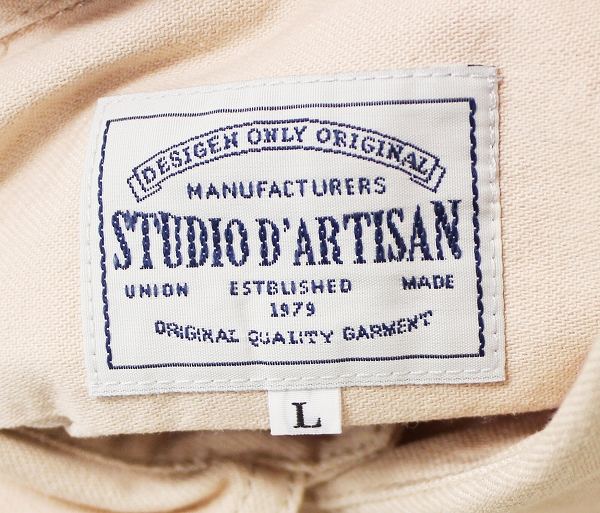 DESIGEN ONLY ORIGINAL
MANUFACTURERS
STUDIO D'ARTISAN
UNION ESTBLISHED MADE
1979
ORIGINAL QUALITY GARMENT
L